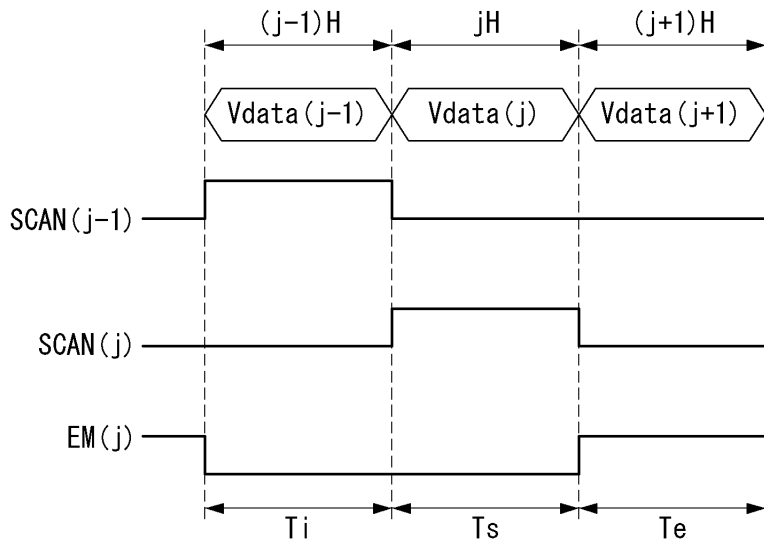 (j-1)H jH (j+1)H
Vdata(j-1) Vdata(j) Vdata(j+1)
SCAN(j-1)
SCAN(j)
EM(j)
Ti Ts Te